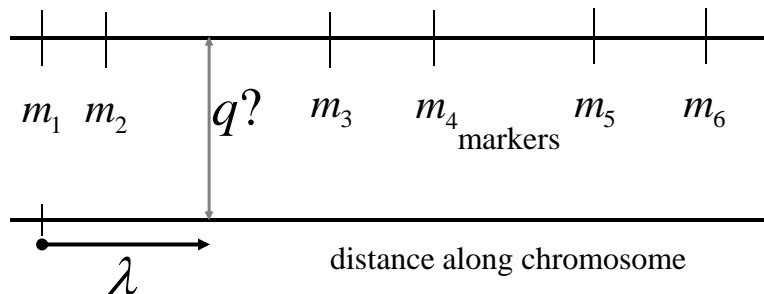 m₁ m₂ q? m₃ m₄ m₅ m₆
markers
λ
distance along chromosome